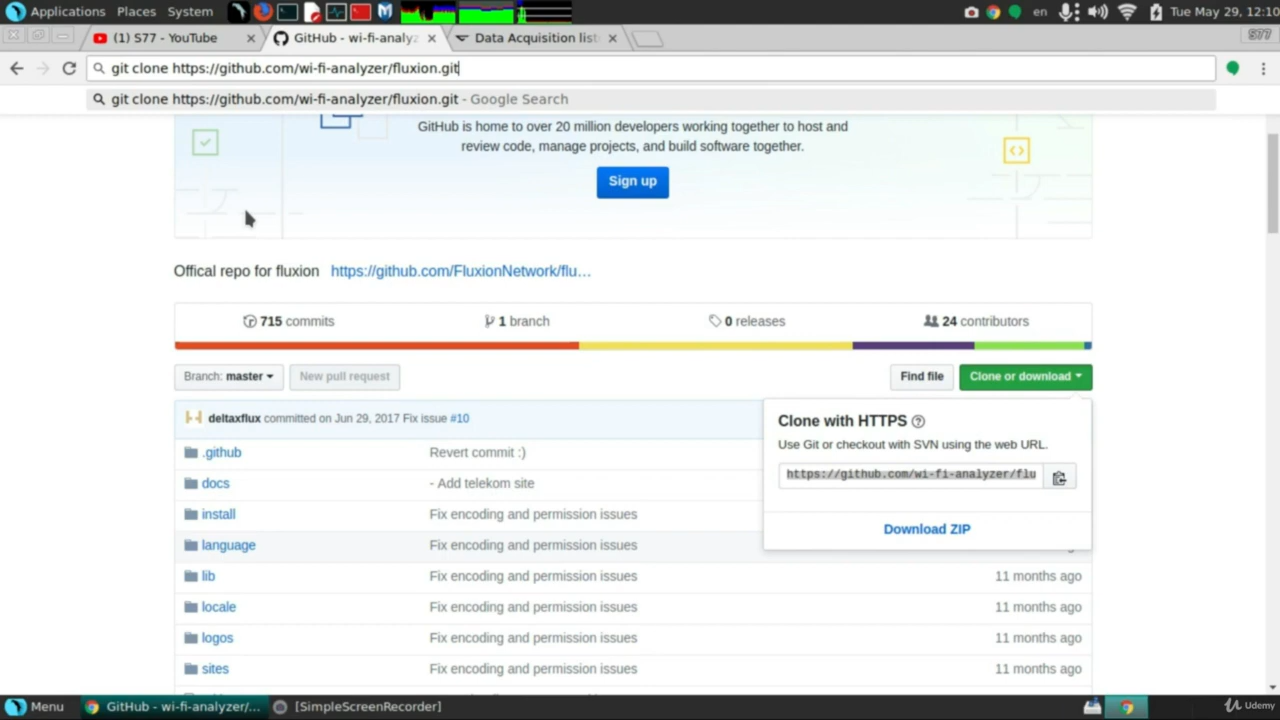 Applications Places System en Tue May 29, 12:10
(1) S77 - YouTube × GitHub - wi-fi-analyz × Data Acquisition list × S77
git clone https://github.com/wi-fi-analyzer/fluxion.git
git clone https://github.com/wi-fi-analyzer/fluxion.git - Google Search
GitHub is home to over 20 million developers working together to host and
review code, manage projects, and build software together.
Sign up
Offical repo for fluxion https://github.com/FluxionNetwork/flu…
715 commits 1 branch 0 releases 24 contributors
Branch: master New pull request Find file Clone or download
deltaxflux committed on Jun 29, 2017 Fix issue #10
Clone with HTTPS
Use Git or checkout with SVN using the web URL.
https://github.com/wi-fi-analyzer/flu
Download ZIP
.github Revert commit :)
docs - Add telekom site
install Fix encoding and permission issues
language Fix encoding and permission issues
lib Fix encoding and permission issues 11 months ago
locale Fix encoding and permission issues 11 months ago
logos Fix encoding and permission issues 11 months ago
sites Fix encoding and permission issues 11 months ago
Menu GitHub - wi-fi-analyzer/... [SimpleScreenRecorder] Udemy